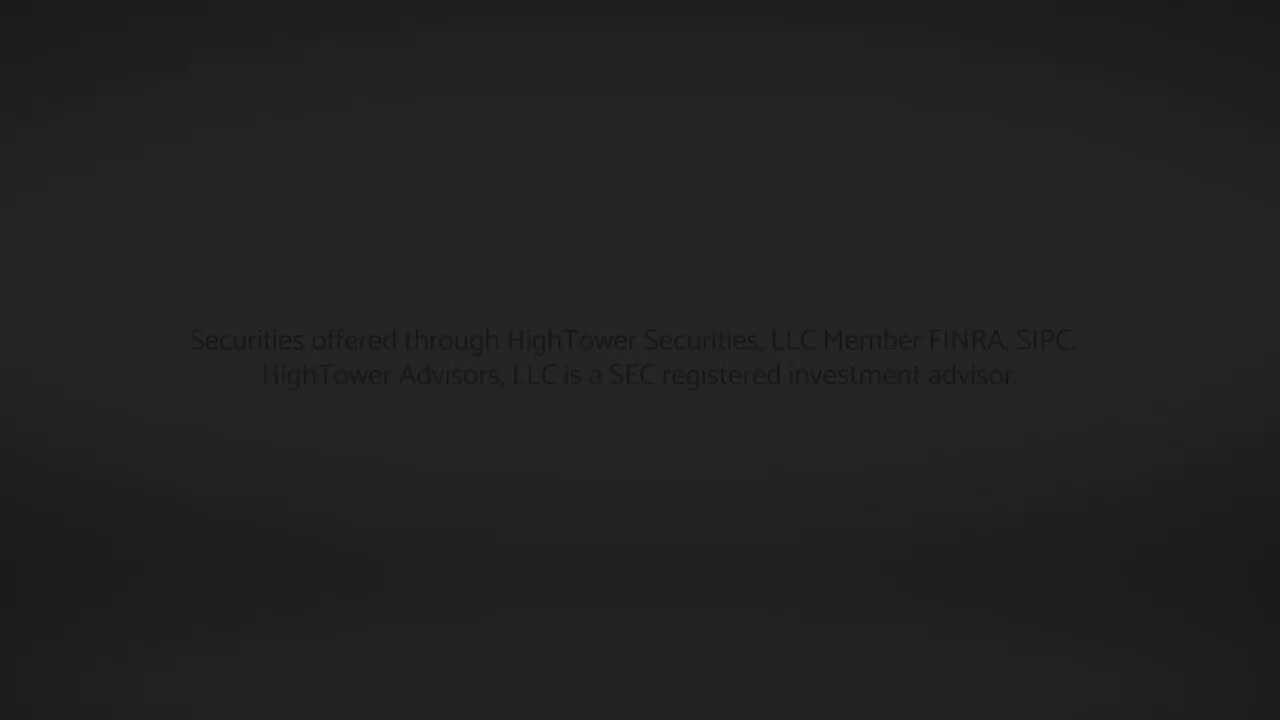 Securities offered through HighTower Securities, LLC Member FINRA, SIPC.
HighTower Advisors, LLC is a SEC registered investment advisor